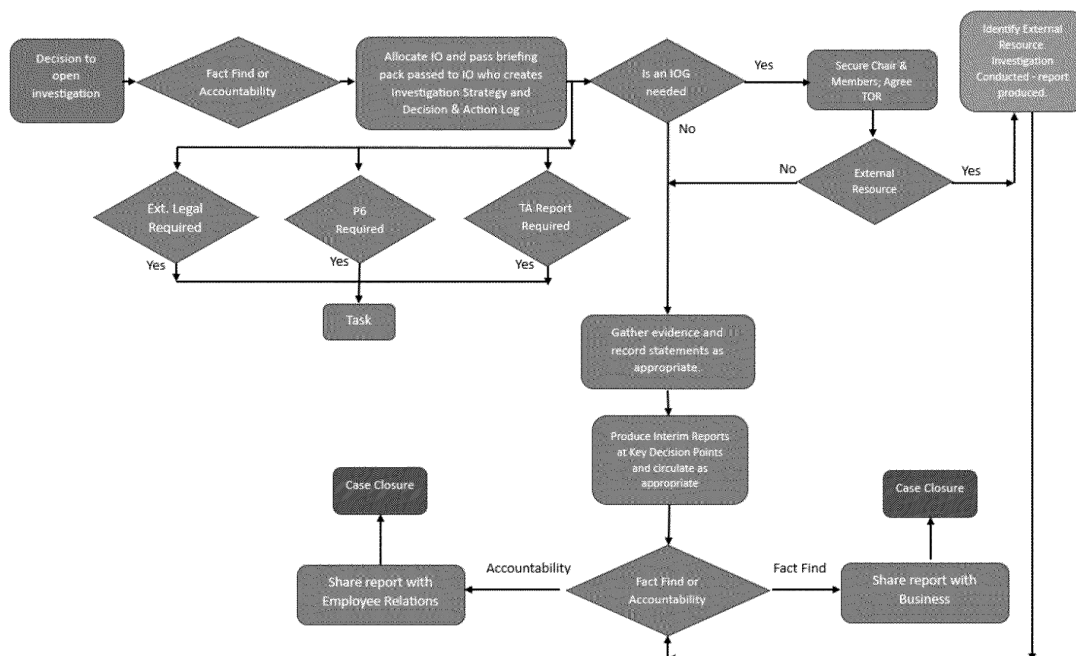 Decision to
open
investigation
Fact Find or
Accountability
Allocate IO and pass briefing
pack passed to IO who creates
Investigation Strategy and
Decision & Action Log
Is an IOG
needed
Yes
Secure Chair &
Members; Agree
TOR
Identify External
Resource.
Investigation
Conducted - report
produced.
No
External
Resource
No
Yes
Ext. Legal
Required
P6
Required
TA Report
Required
Yes
Yes
Yes
Task
Gather evidence and
record statements as
appropriate.
Produce Interim Reports
at Key Decision Points
and circulate as
appropriate
Case Closure
Case Closure
Share report with
Employee Relations
Accountability
Fact Find or
Accountability
Fact Find
Share report with
Business